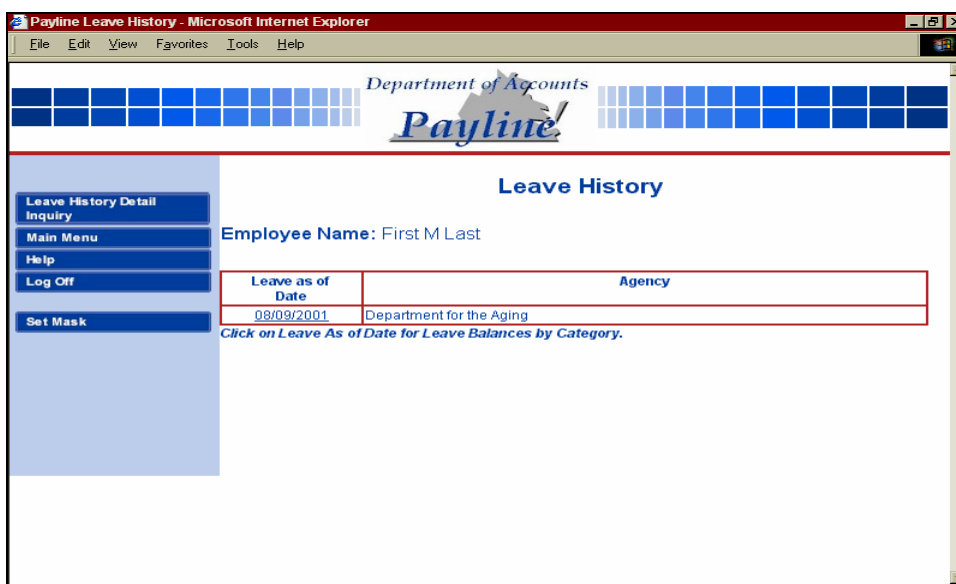 Payline Leave History - Microsoft Internet Explorer
File Edit View Favorites Tools Help
Department of Accounts
Payline
Leave History Detail
Inquiry
Main Menu
Help
Log Off
Set Mask
Leave History
Employee Name: First M Last
Leave as of
Date
Agency
08/09/2001 Department for the Aging
Click on Leave As of Date for Leave Balances by Category.